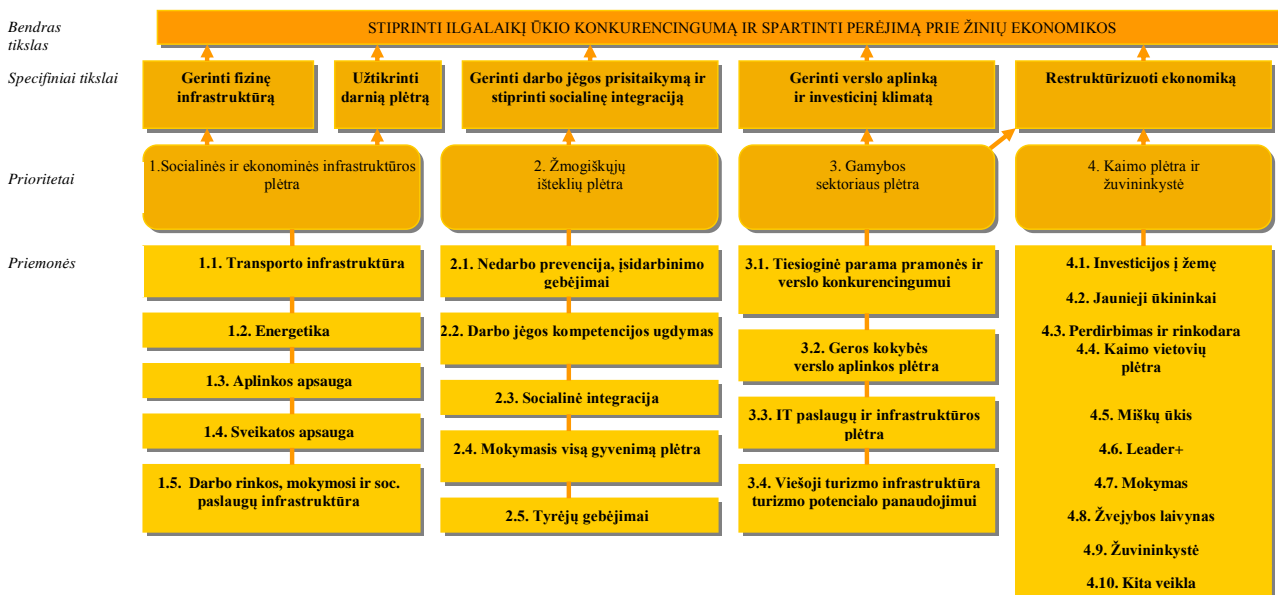 Bendras
tikslas
STIPRINTI ILGALAIKĮ ŪKIO KONKURENCINGUMĄ IR SPARTINTI PERĖJIMĄ PRIE ŽINIŲ EKONOMIKOS
Specifiniai tikslai
Gerinti fizinę
infrastruktūrą
Užtikrinti
darnią plėtrą
Gerinti darbo jėgos prisitaikymą ir
stiprinti socialinę integraciją
Gerinti verslo aplinką
ir investicinį klimatą
Restruktūrizuoti ekonomiką
Prioritetai
1.Socialinės ir ekonominės infrastruktūros
plėtra
2. Žmogiškųjų
išteklių plėtra
3. Gamybos
sektoriaus plėtra
4. Kaimo plėtra ir
žuvininkystė
Priemonės
1.1. Transporto infrastruktūra
1.2. Energetika
1.3. Aplinkos apsauga
1.4. Sveikatos apsauga
1.5. Darbo rinkos, mokymosi ir soc.
paslaugų infrastruktūra
2.1. Nedarbo prevencija, įsidarbinimo
gebėjimai
2.2. Darbo jėgos kompetencijos ugdymas
2.3. Socialinė integracija
2.4. Mokymasis visą gyvenimą plėtra
2.5. Tyrėjų gebėjimai
3.1. Tiesioginė parama pramonės ir
verslo konkurencingumui
3.2. Geros kokybės
verslo aplinkos plėtra
3.3. IT paslaugų ir infrastruktūros
plėtra
3.4. Viešoji turizmo infrastruktūra
turizmo potencialo panaudojimui
4.1. Investicijos į žemę
4.2. Jaunieji ūkininkai
4.3. Perdirbimas ir rinkodara
4.4. Kaimo vietovių
plėtra
4.5. Miškų ūkis
4.6. Leader+
4.7. Mokymas
4.8. Žvejybos laivynas
4.9. Žuvininkystė
4.10. Kita veikla